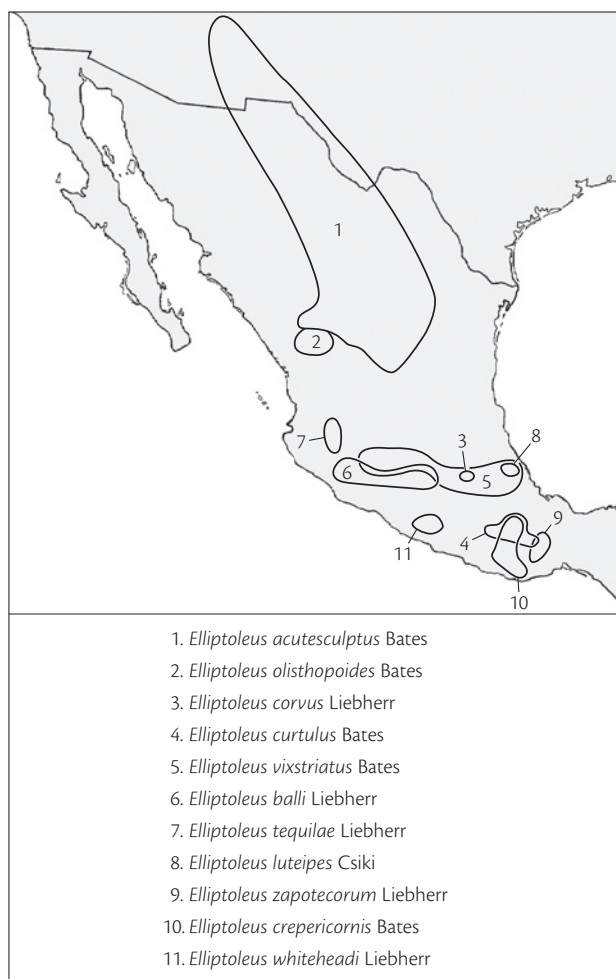 1
2
7
3
8
6
5
9
4
11
10
1. Elliptoleus acutesculptus Bates
2. Elliptoleus olisthopoides Bates
3. Elliptoleus corvus Liebherr
4. Elliptoleus curtulus Bates
5. Elliptoleus vixstriatus Bates
6. Elliptoleus balli Liebherr
7. Elliptoleus tequilae Liebherr
8. Elliptoleus luteipes Csiki
9. Elliptoleus zapotecorum Liebherr
10. Elliptoleus crepericornis Bates
11. Elliptoleus whiteheadi Liebherr